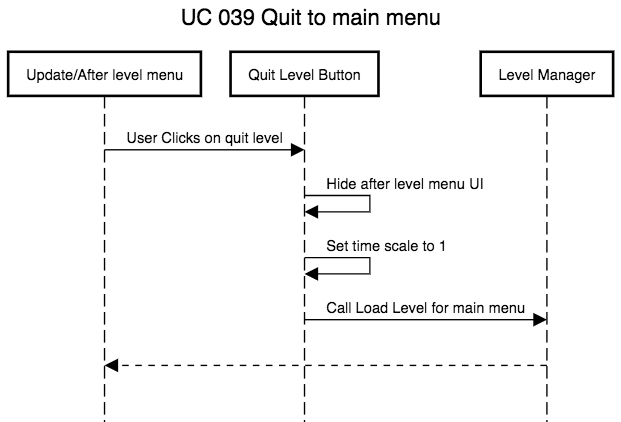 UC 039 Quit to main menu
Update/After level menu
Quit Level Button
Level Manager
User Clicks on quit level
Hide after level menu UI
Set time scale to 1
Call Load Level for main menu